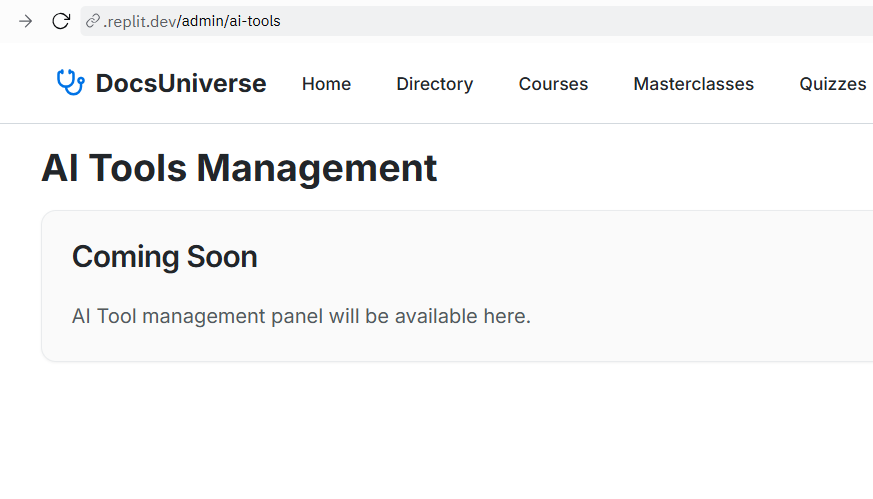 .replit.dev/admin/ai-tools
DocsUniverse Home Directory Courses Masterclasses Quizzes
AI Tools Management
Coming Soon
AI Tool management panel will be available here.